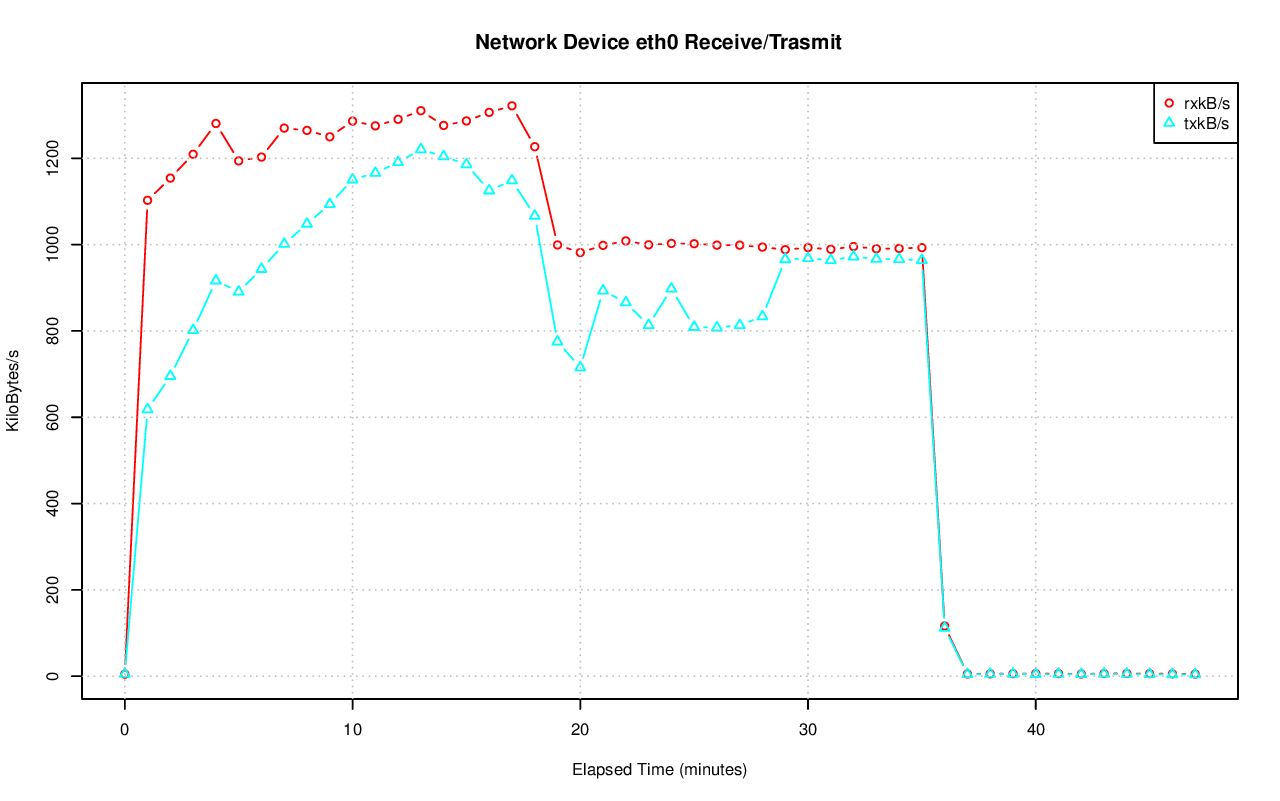 Network Device eth0 Receive/Trasmit
rxkB/s
txkB/s
KiloBytes/s
1200
1000
800
600
400
200
0
0 10 20 30 40
Elapsed Time (minutes)